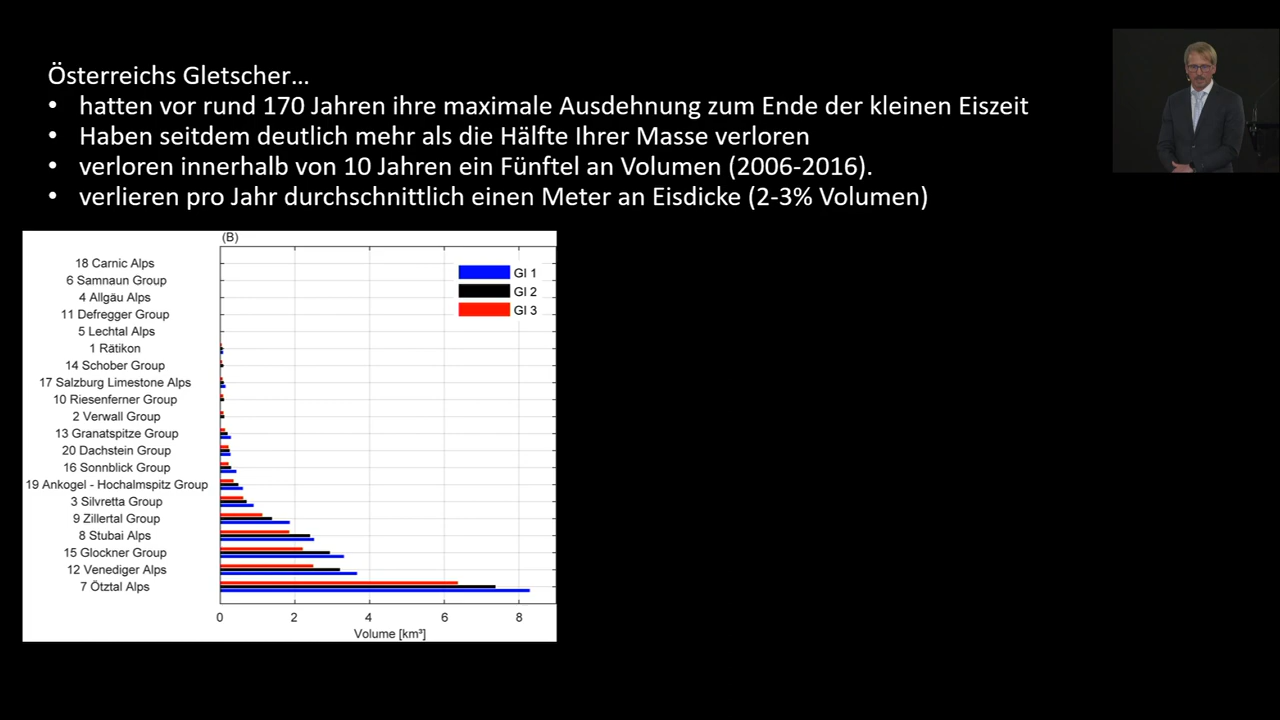 Österreichs Gletscher...
• hatten vor rund 170 Jahren ihre maximale Ausdehnung zum Ende der kleinen Eiszeit
• Haben seitdem deutlich mehr als die Hälfte Ihrer Masse verloren
• verloren innerhalb von 10 Jahren ein Fünftel an Volumen (2006-2016).
• verlieren pro Jahr durchschnittlich einen Meter an Eisdicke (2-3% Volumen)
(B)
18 Carnic Alps
6 Samnaun Group
4 Allgäu Alps
11 Defregger Group
5 Lechtal Alps
1 Rätikon
14 Schober Group
17 Salzburg Limestone Alps
10 Riesenferner Group
2 Verwall Group
13 Granatspitze Group
20 Dachstein Group
16 Sonnblick Group
19 Ankogel - Hochalmspitz Group
3 Silvretta Group
9 Zillertal Group
8 Stubai Alps
15 Glockner Group
12 Venediger Alps
7 Ötztal Alps
GI 1
GI 2
GI 3
0 2 4 6 8
Volume [km³]